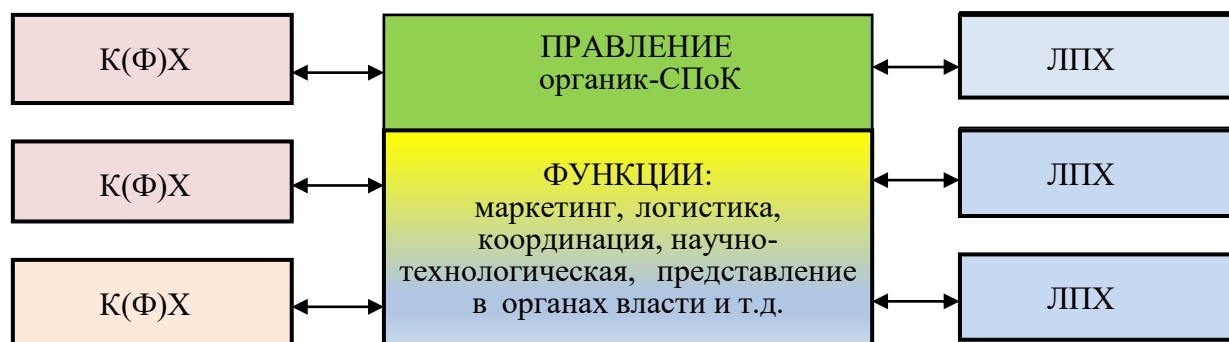 К(Ф)Х
К(Ф)Х
К(Ф)Х
ПРАВЛЕНИЕ
органик-СПоК
ФУНКЦИИ:
маркетинг, логистика,
координация, научно-
технологическая, представление
в органах власти и т.д.
ЛПХ
ЛПХ
ЛПХ